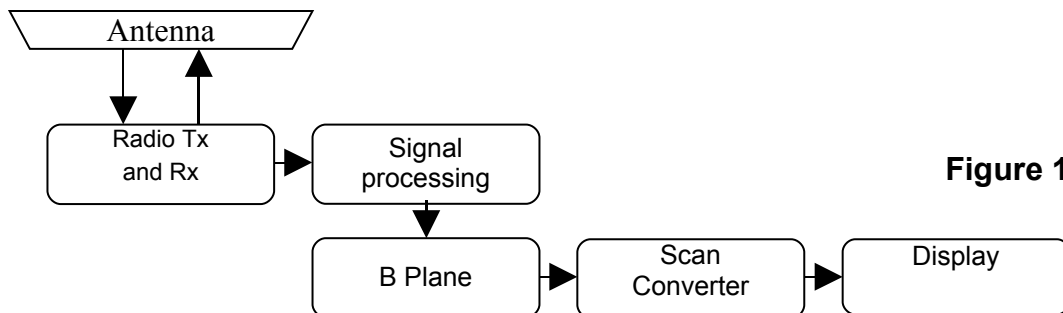 Antenna
Radio Tx
and Rx
Signal
processing
Figure 1
B Plane
Scan
Converter
Display